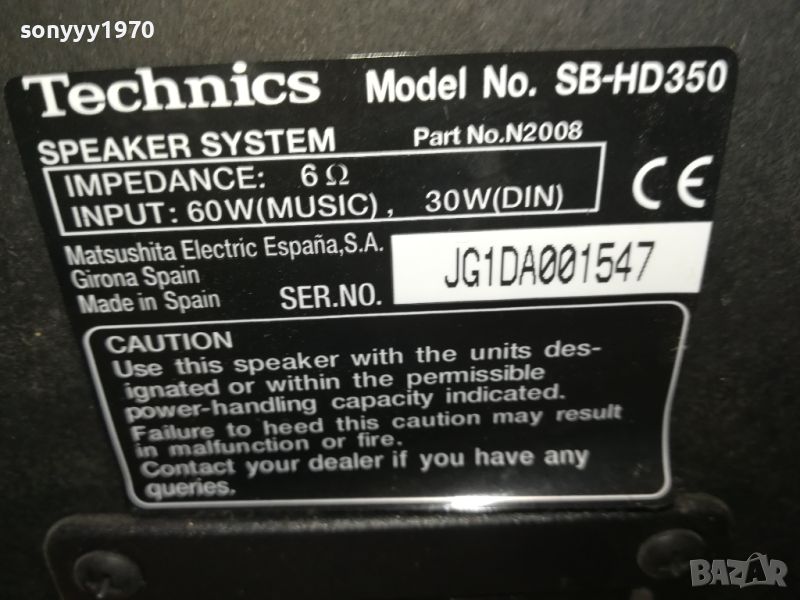 sonyyy1970
Technics Model No. SB-HD350
SPEAKER SYSTEM Part No.N2008
IMPEDANCE: 6Ω
INPUT: 60W(MUSIC), 30W(DIN)
CE
Matsushita Electric España,S.A.
Girona Spain
Made in Spain SER.NO. JG1DA001547
CAUTION
Use this speaker with the units des-
ignated or within the permissible
power-handling capacity indicated.
Failure to heed this caution may result
in malfunction or fire.
Contact your dealer if you have any
queries.
BAZAR